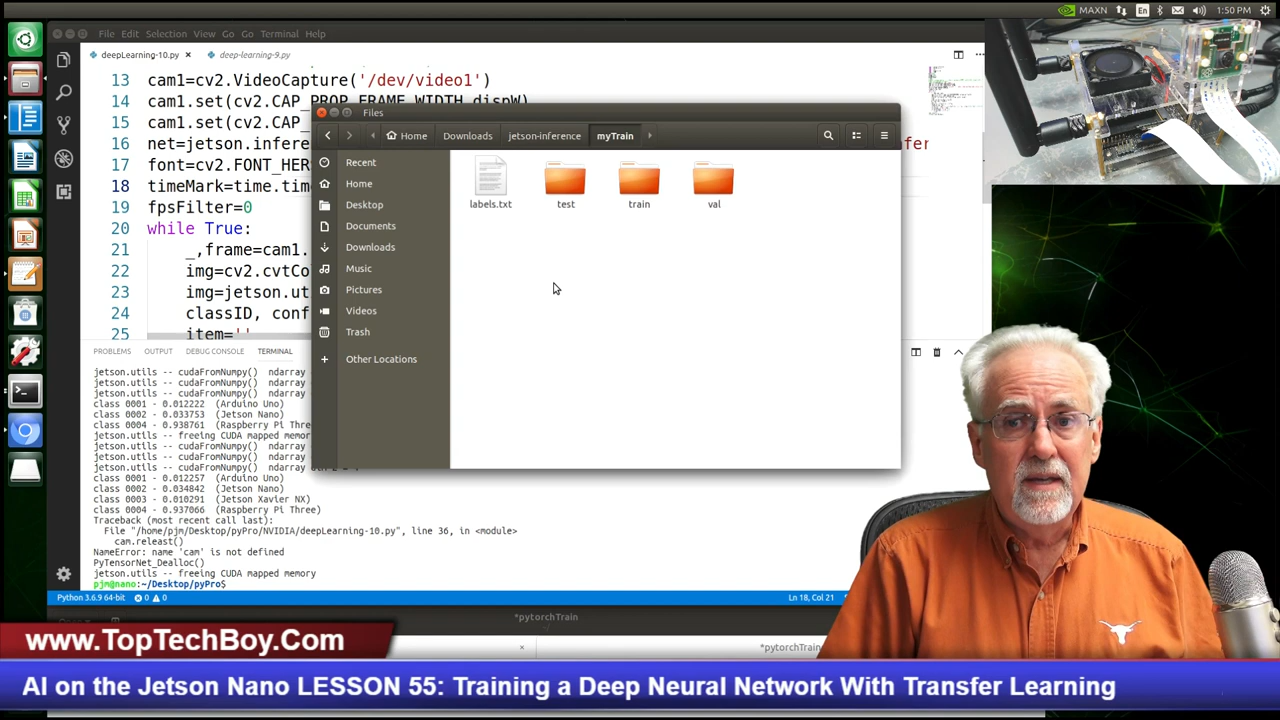 MAXN
En
1:50 PM
File Edit Selection View Go Go Terminal Help
deepLearning-10.py
deep-learning-9.py
13 cam1=cv2.VideoCapture('/dev/video1')
14 cam1.set(cv2.CAP_PROP_FRAME_WIDTH,dispW)
15 cam1.set(cv2.CAP
16 net=jetson.infere
17 font=cv2.FONT_HERS
18 timeMark=time.time
19 fpsFilter=0
20 while True:
21 _,frame=cam1.
22 img=cv2.cvtCo
23 img=jetson.ut
24 classID, conf
25 item=''
Files
Home
Downloads
jetson-inference
myTrain
Recent
Home
Desktop
Documents
Downloads
Music
Pictures
Videos
Trash
Other Locations
labels.txt
test
train
val
PROBLEMS OUTPUT DEBUG CONSOLE TERMINAL
jetson.utils -- cudaFromNumpy() ndarray
jetson.utils -- cudaFromNumpy() ndarray
jetson.utils -- cudaFromNumpy() ndarray
class 0001 - 0.012222 (Arduino Uno)
class 0002 - 0.033753 (Jetson Nano)
class 0004 - 0.938761 (Raspberry Pi Three)
jetson.utils -- freeing CUDA mapped memory
jetson.utils -- cudaFromNumpy() ndarray
jetson.utils -- cudaFromNumpy() ndarray
jetson.utils -- cudaFromNumpy() ndarray
class 0001 - 0.012257 (Arduino Uno)
class 0002 - 0.034842 (Jetson Nano)
class 0003 - 0.010291 (Jetson Xavier NX)
class 0004 - 0.937066 (Raspberry Pi Three)
Traceback (most recent call last):
File "/home/pjm/Desktop/pyPro/NVIDIA/deepLearning-10.py", line 36, in <module>
cam.releast()
NameError: name 'cam' is not defined
PyTensorNet_Dealloc()
jetson.utils -- freeing CUDA mapped memory
pjm@nano:~/Desktop/pyPro$
Python 3.6.9 64-bit 0 0
Ln 18, Col 21
*pytorchTrain
*pytorchTrain
www.TopTechBoy.Com
AI on the Jetson Nano LESSON 55: Training a Deep Neural Network With Transfer Learning